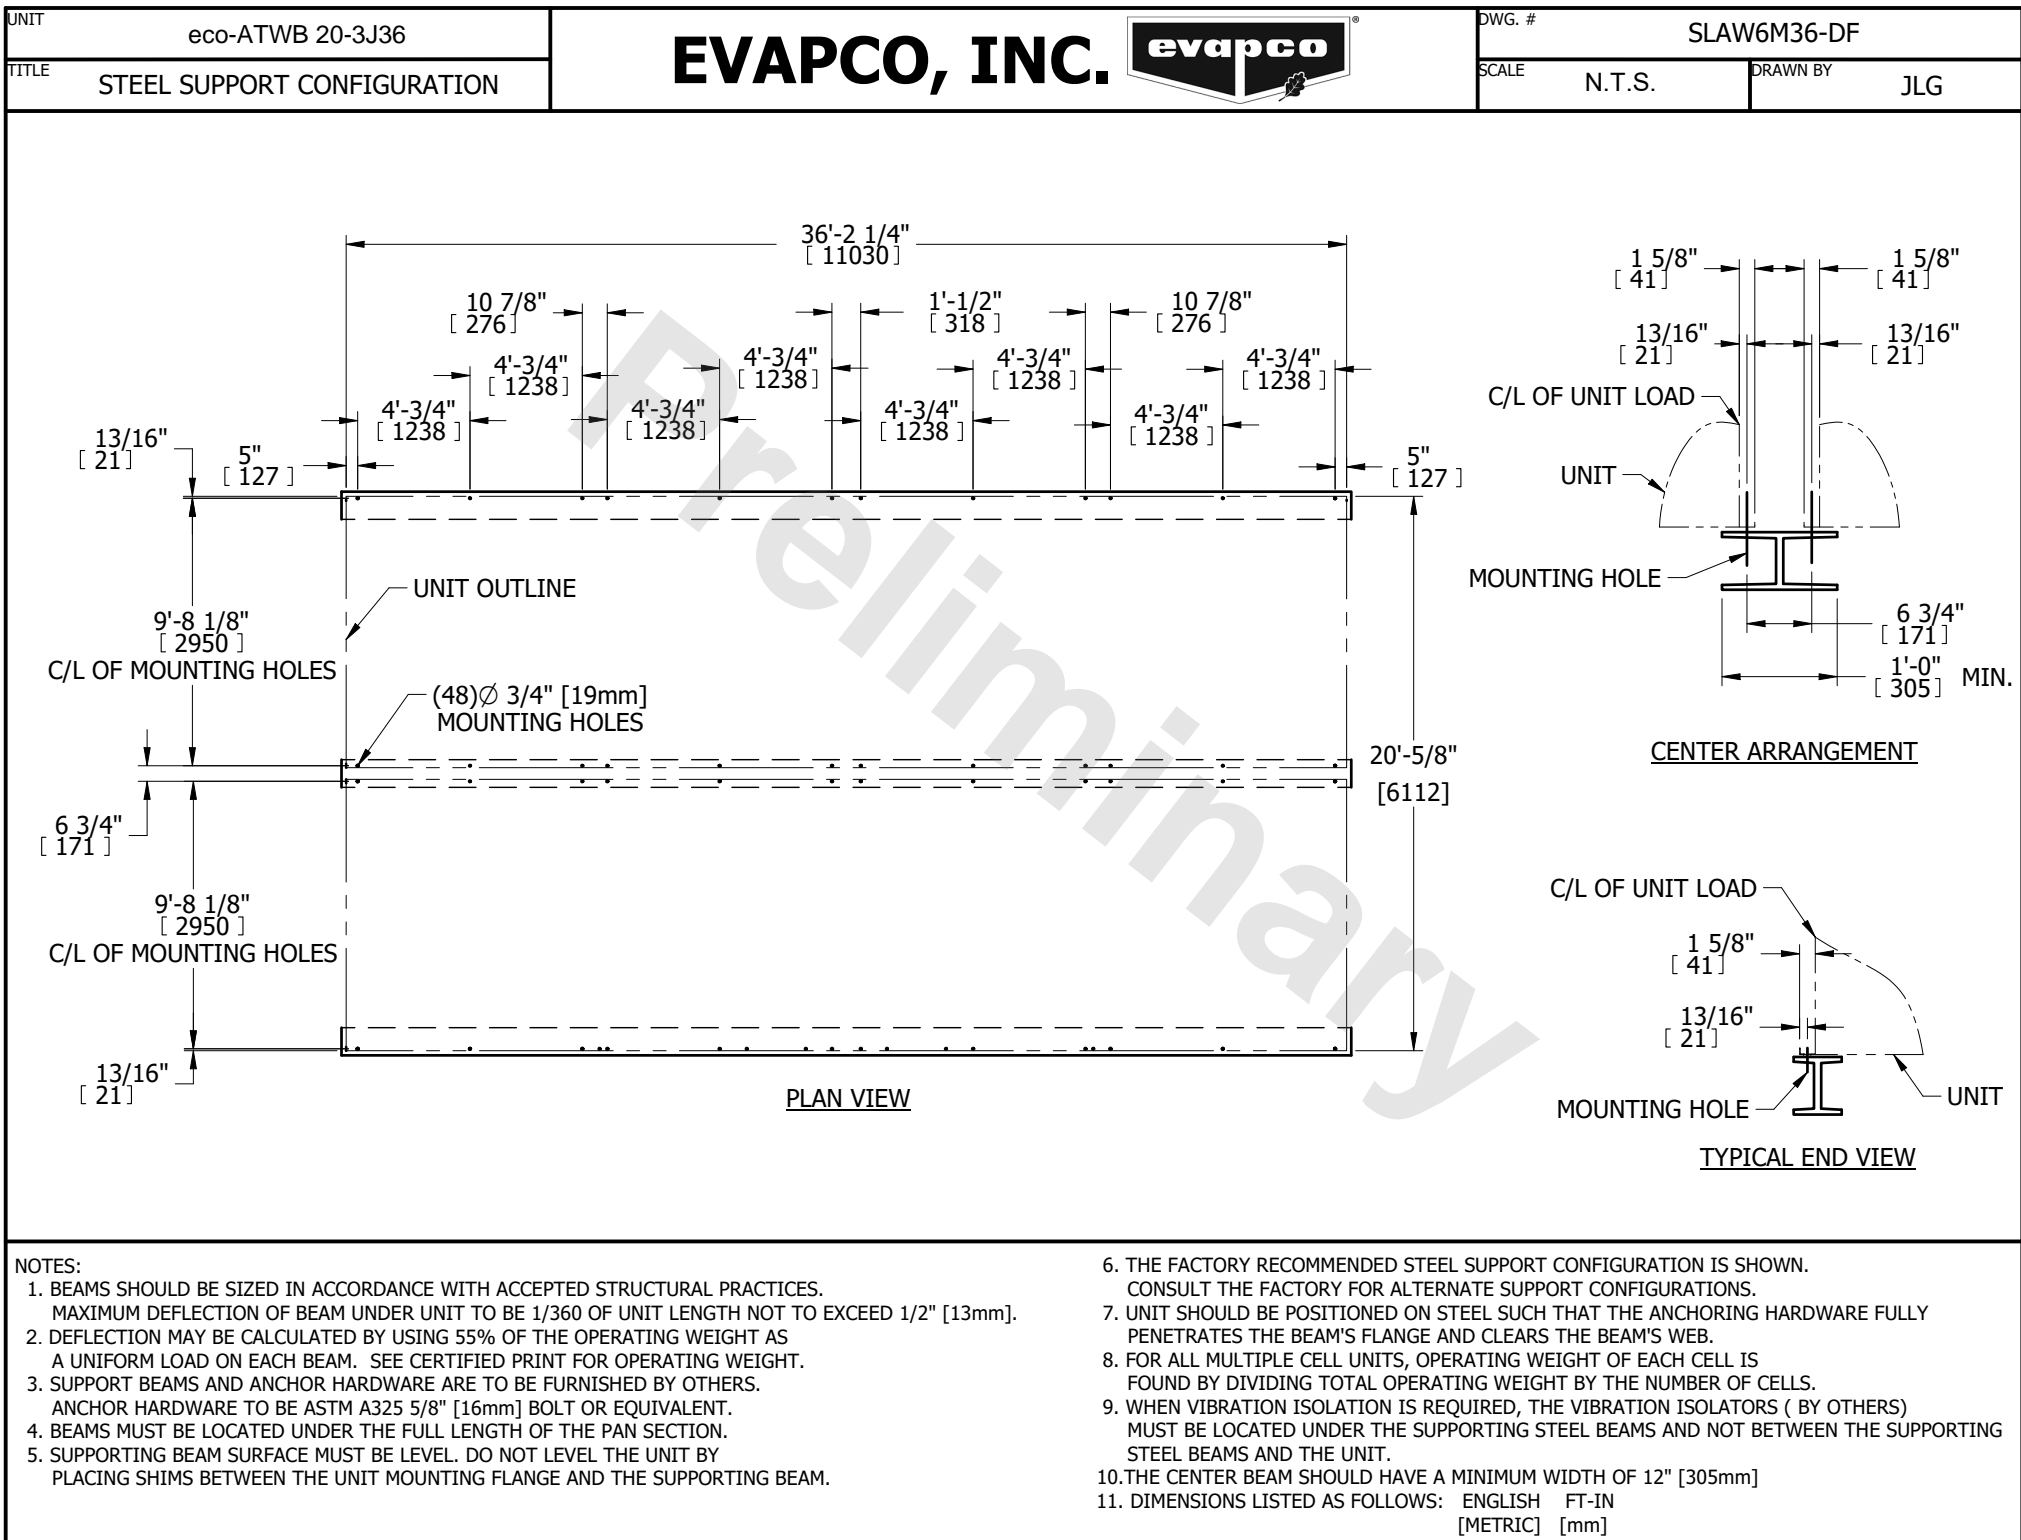 UNIT
eco-ATWB 20-3J36
TITLE
STEEL SUPPORT CONFIGURATION
EVAPCO, INC.
evapco
®
DWG. #
SLAW6M36-DF
SCALE
N.T.S.
DRAWN BY
JLG
36'-2 1/4"
[ 11030 ]
10 7/8"
[ 276 ]
1'-1/2"
[ 318 ]
10 7/8"
[ 276 ]
4'-3/4"
[ 1238 ]
4'-3/4"
[ 1238 ]
4'-3/4"
[ 1238 ]
4'-3/4"
[ 1238 ]
4'-3/4"
[ 1238 ]
4'-3/4"
[ 1238 ]
4'-3/4"
[ 1238 ]
4'-3/4"
[ 1238 ]
13/16"
[ 21 ]
5"
[ 127 ]
5"
[ 127 ]
UNIT OUTLINE
9'-8 1/8"
[ 2950 ]
C/L OF MOUNTING HOLES
(48)Ø 3/4" [19mm]
MOUNTING HOLES
20'-5/8"
[6112]
6 3/4"
[ 171 ]
9'-8 1/8"
[ 2950 ]
C/L OF MOUNTING HOLES
13/16"
[ 21 ]
PLAN VIEW
Preliminary
1 5/8"
[ 41 ]
1 5/8"
[ 41 ]
13/16"
[ 21 ]
13/16"
[ 21 ]
C/L OF UNIT LOAD
UNIT
MOUNTING HOLE
6 3/4"
[ 171 ]
1'-0"
[ 305 ] MIN.
CENTER ARRANGEMENT
C/L OF UNIT LOAD
1 5/8"
[ 41 ]
13/16"
[ 21 ]
MOUNTING HOLE
UNIT
TYPICAL END VIEW
NOTES:
1. BEAMS SHOULD BE SIZED IN ACCORDANCE WITH ACCEPTED STRUCTURAL PRACTICES.
MAXIMUM DEFLECTION OF BEAM UNDER UNIT TO BE 1/360 OF UNIT LENGTH NOT TO EXCEED 1/2" [13mm].
2. DEFLECTION MAY BE CALCULATED BY USING 55% OF THE OPERATING WEIGHT AS
A UNIFORM LOAD ON EACH BEAM. SEE CERTIFIED PRINT FOR OPERATING WEIGHT.
3. SUPPORT BEAMS AND ANCHOR HARDWARE ARE TO BE FURNISHED BY OTHERS.
ANCHOR HARDWARE TO BE ASTM A325 5/8" [16mm] BOLT OR EQUIVALENT.
4. BEAMS MUST BE LOCATED UNDER THE FULL LENGTH OF THE PAN SECTION.
5. SUPPORTING BEAM SURFACE MUST BE LEVEL. DO NOT LEVEL THE UNIT BY
PLACING SHIMS BETWEEN THE UNIT MOUNTING FLANGE AND THE SUPPORTING BEAM.
6. THE FACTORY RECOMMENDED STEEL SUPPORT CONFIGURATION IS SHOWN.
CONSULT THE FACTORY FOR ALTERNATE SUPPORT CONFIGURATIONS.
7. UNIT SHOULD BE POSITIONED ON STEEL SUCH THAT THE ANCHORING HARDWARE FULLY
PENETRATES THE BEAM'S FLANGE AND CLEARS THE BEAM'S WEB.
8. FOR ALL MULTIPLE CELL UNITS, OPERATING WEIGHT OF EACH CELL IS
FOUND BY DIVIDING TOTAL OPERATING WEIGHT BY THE NUMBER OF CELLS.
9. WHEN VIBRATION ISOLATION IS REQUIRED, THE VIBRATION ISOLATORS ( BY OTHERS)
MUST BE LOCATED UNDER THE SUPPORTING STEEL BEAMS AND NOT BETWEEN THE SUPPORTING
STEEL BEAMS AND THE UNIT.
10.THE CENTER BEAM SHOULD HAVE A MINIMUM WIDTH OF 12" [305mm]
11. DIMENSIONS LISTED AS FOLLOWS: ENGLISH FT-IN
[METRIC] [mm]